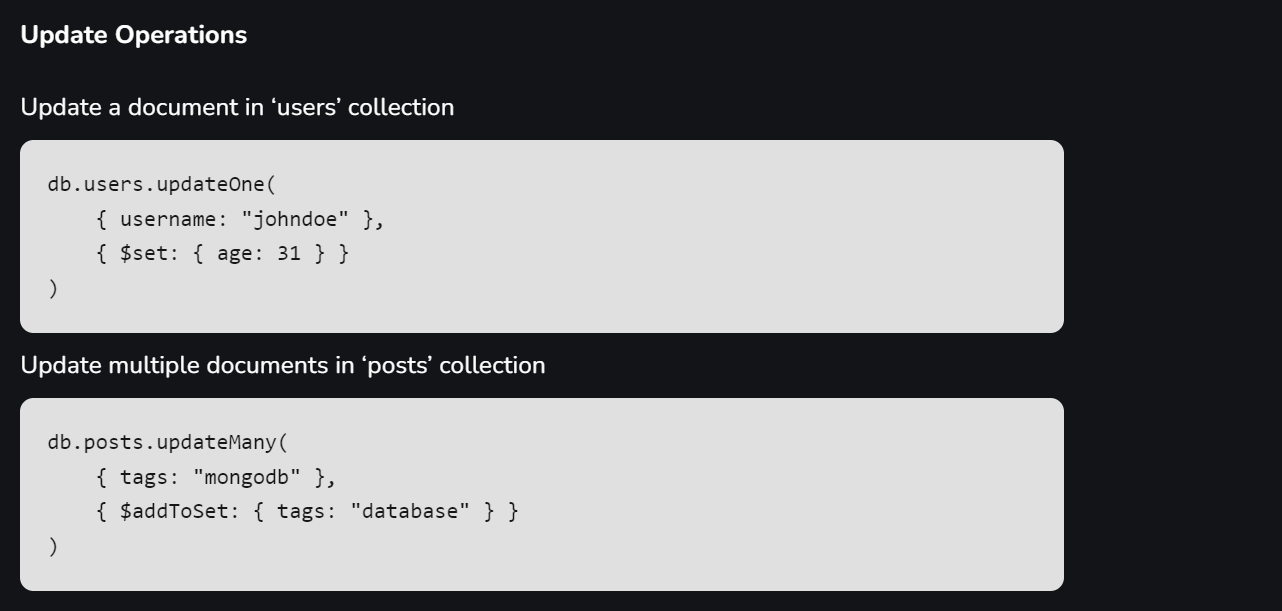 Update Operations
Update a document in ‘users’ collection
db.users.updateOne(
    { username: "johndoe" },
    { $set: { age: 31 } }
)
Update multiple documents in ‘posts’ collection
db.posts.updateMany(
    { tags: "mongodb" },
    { $addToSet: { tags: "database" } }
)